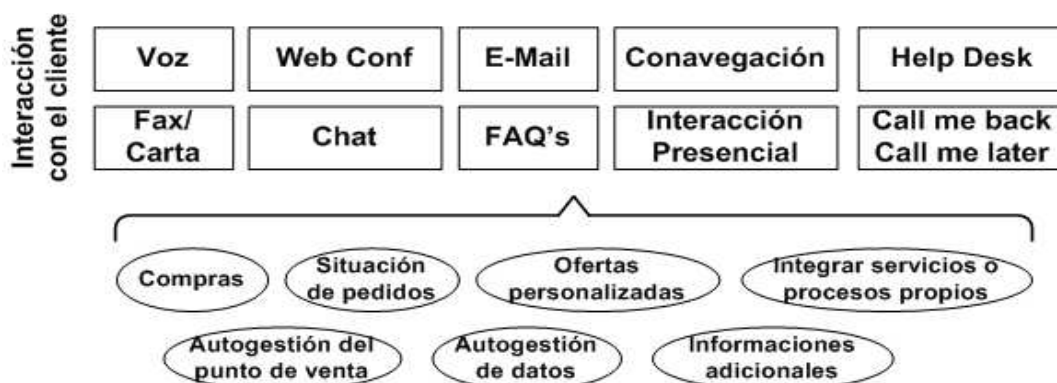 Interacción
con el cliente
Voz
Web Conf
E-Mail
Conavegación
Help Desk
Fax/
Carta
Chat
FAQ's
Interacción
Presencial
Call me back
Call me later
Compras
Situación
de pedidos
Ofertas
personalizadas
Integrar servicios o
procesos propios
Autogestión del
punto de venta
Autogestión
de datos
Informaciones
adicionales